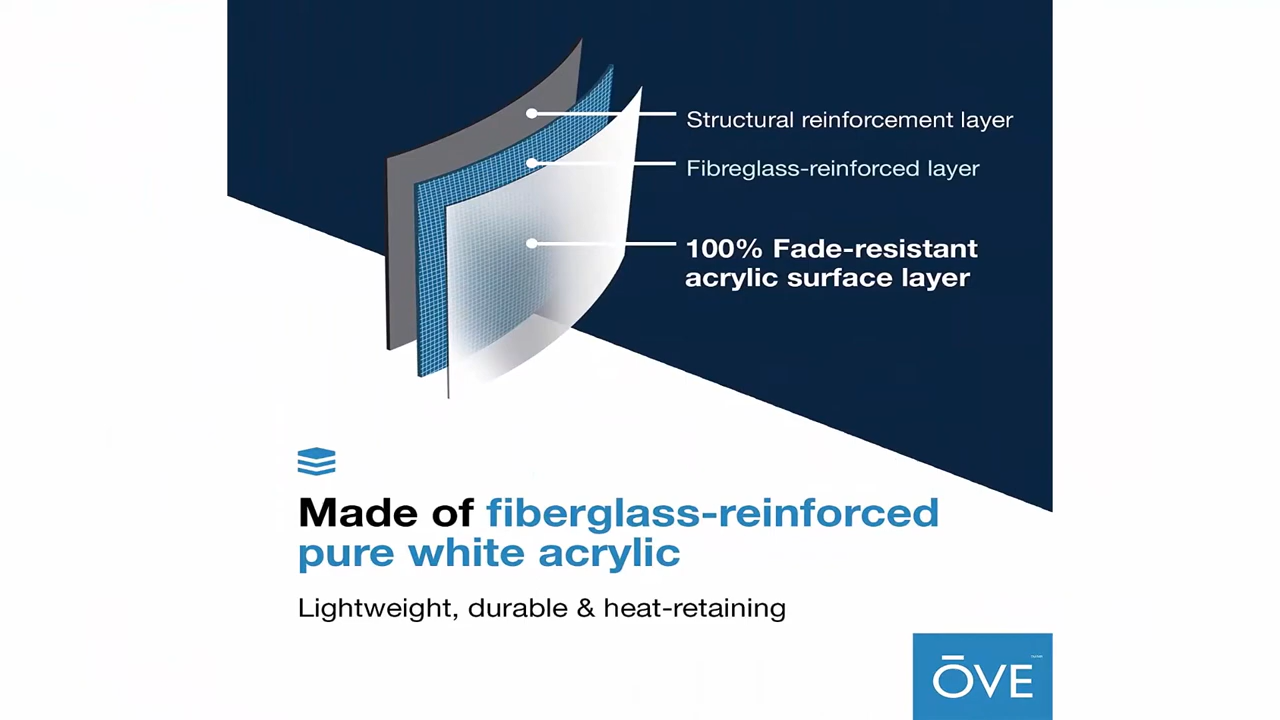 Structural reinforcement layer
Fibreglass-reinforced layer
100% Fade-resistant
acrylic surface layer
Made of fiberglass-reinforced
pure white acrylic
Lightweight, durable & heat-retaining
ŌVE